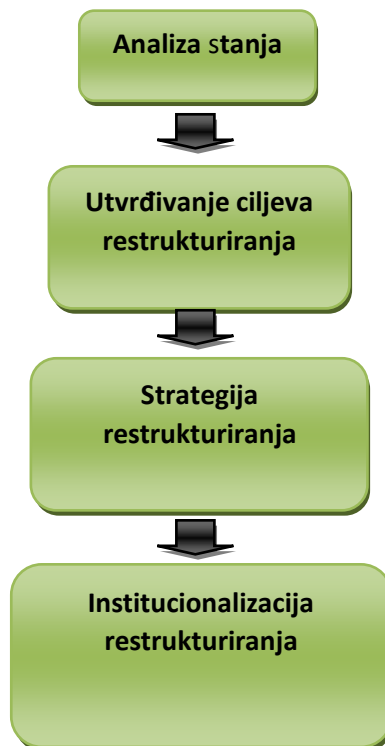 Analiza stanja
Utvrđivanje ciljeva
restrukturiranja
Strategija
restrukturiranja
Institucionalizacija
restrukturiranja